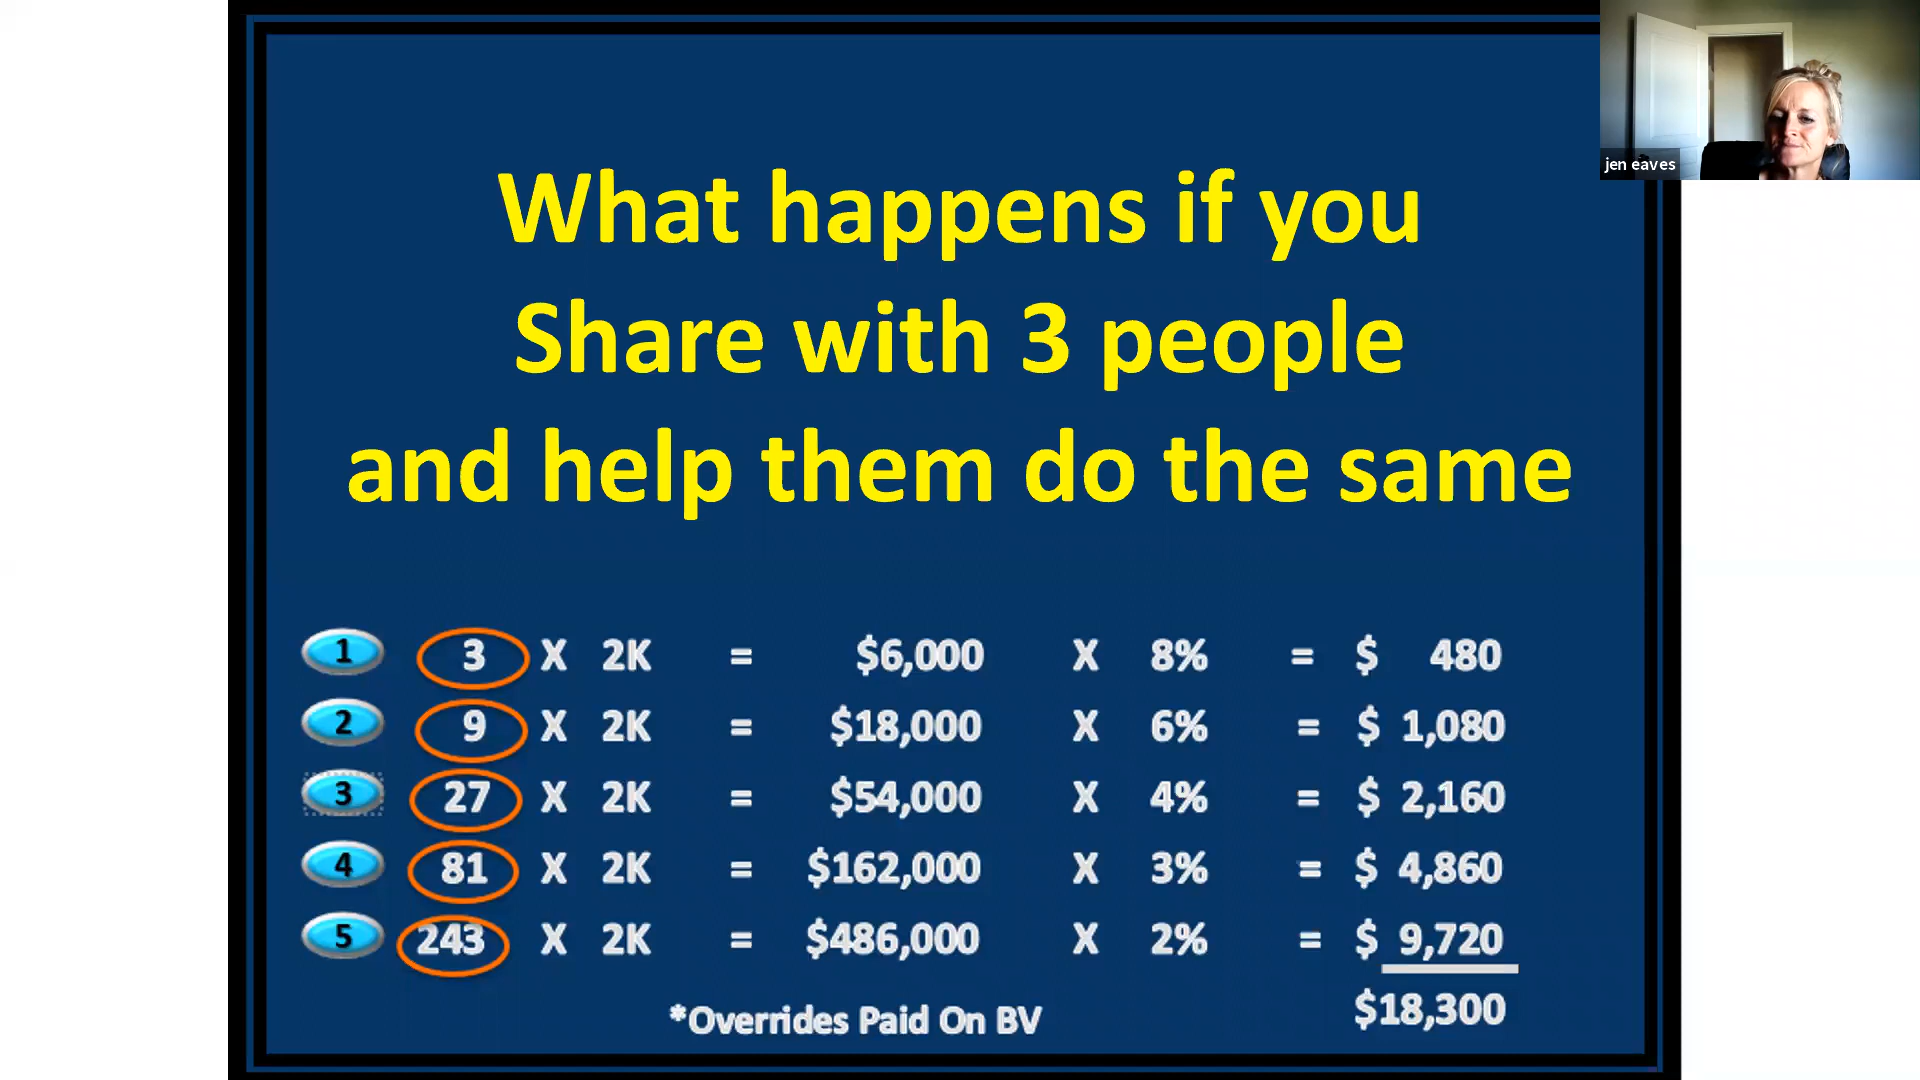 jen eaves
What happens if you
Share with 3 people
and help them do the same
1 3 X 2K = $6,000 X 8% = $ 480
2 9 X 2K = $18,000 X 6% = $ 1,080
3 27 X 2K = $54,000 X 4% = $ 2,160
4 81 X 2K = $162,000 X 3% = $ 4,860
5 243 X 2K = $486,000 X 2% = $ 9,720
*Overrides Paid On BV $18,300